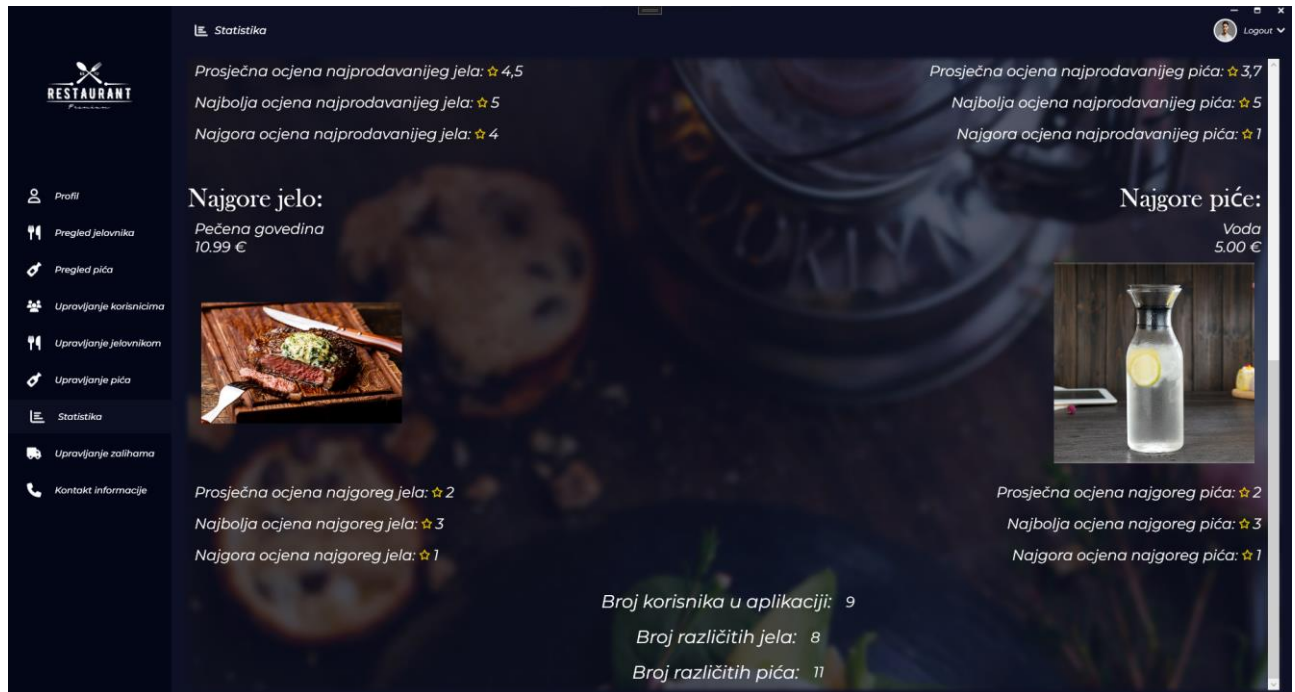 Statistika
Logout
RESTAURANT
Premium
Profil
Pregled jelovnika
Pregled pića
Upravljanje korisnicima
Upravljanje jelovnikom
Upravljanje pića
Statistika
Upravljanje zalihama
Kontakt informacije
Prosječna ocjena najprodavanijeg jela: 4,5
Najbolja ocjena najprodavanijeg jela: 5
Najgora ocjena najprodavanijeg jela: 4
Prosječna ocjena najprodavanijeg pića: 3,7
Najbolja ocjena najprodavanijeg pića: 5
Najgora ocjena najprodavanijeg pića: 1
Najgore jelo:
Pečena govedina
10.99 €
Najgore piće:
Voda
5.00 €
Prosječna ocjena najgoreg jela: 2
Najbolja ocjena najgoreg jela: 3
Najgora ocjena najgoreg jela: 1
Prosječna ocjena najgoreg pića: 2
Najbolja ocjena najgoreg pića: 3
Najgora ocjena najgoreg pića: 1
Broj korisnika u aplikaciji: 9
Broj različitih jela: 8
Broj različitih pića: 11